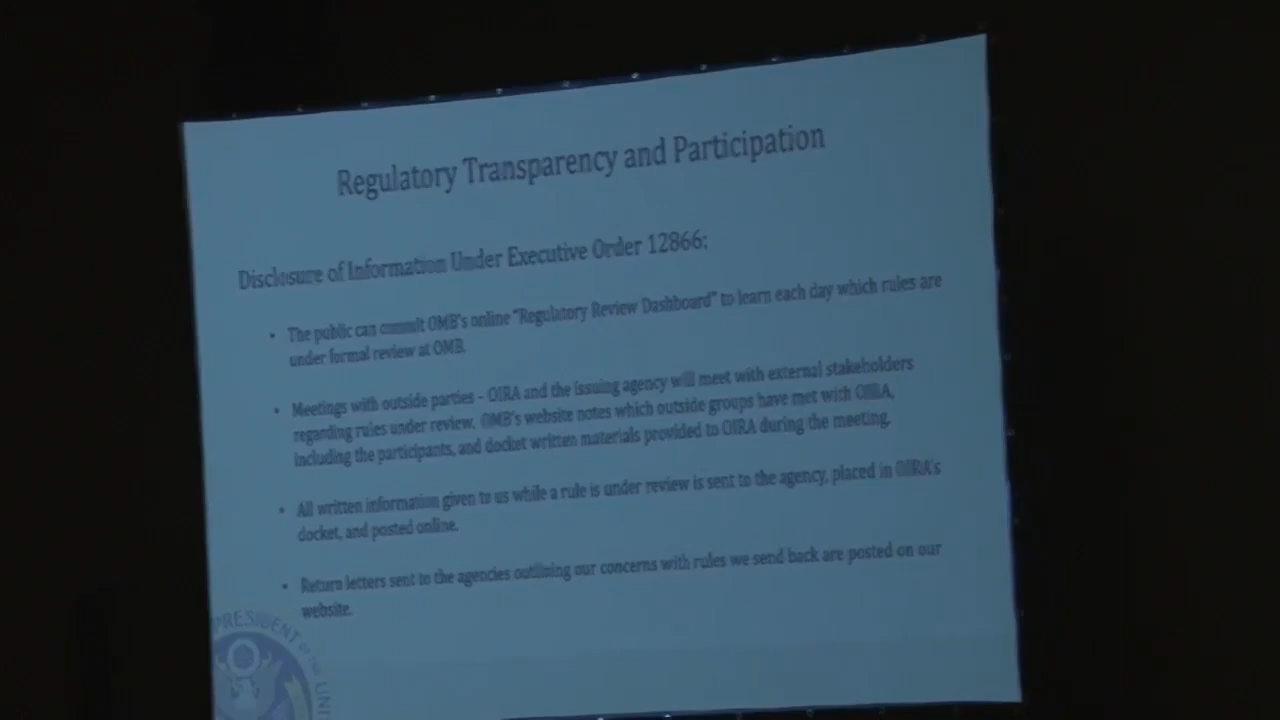 Regulatory Transparency and Participation
Disclosure of Information Under Executive Order 12866:
• The public can consult OMB's online "Regulatory Review Dashboard" to learn each day which rules are
under formal review at OMB.
• Meetings with outside parties – OIRA and the issuing agency will meet with external stakeholders
regarding rules under review. OMB's website notes which outside groups have met with OIRA,
including the participants, and docket written materials provided to OIRA during the meeting.
• All written information given to us while a rule is under review is sent to the agency, placed in OIRA's
docket, and posted online.
• Return letters sent to the agencies outlining our concerns with rules we send back are posted on our
website.
PRESIDENT OF THE UNI